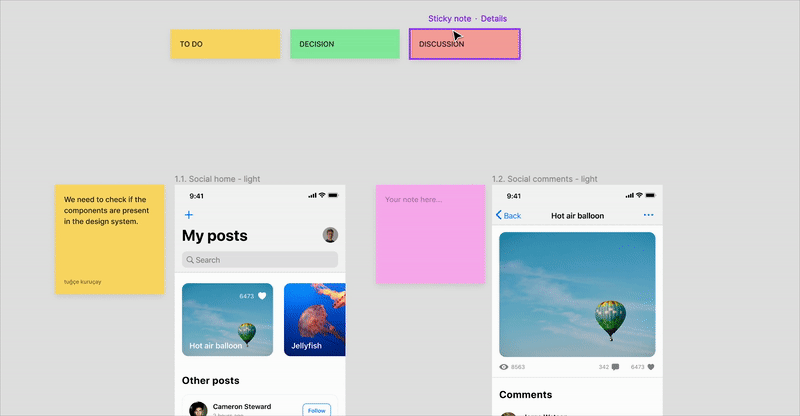 Sticky note · Details
TO DO
DECISION
DISCUSSION
1.1. Social home - light
1.2. Social comments - light
We need to check if the
components are present
in the design system.
tuğçe kuruçay
9:41
My posts
Search
6473
Hot air balloon
Jellyfish
Other posts
Cameron Steward
Follow
Your note here...
9:41
Back
Hot air balloon
8563
342
6473
Comments